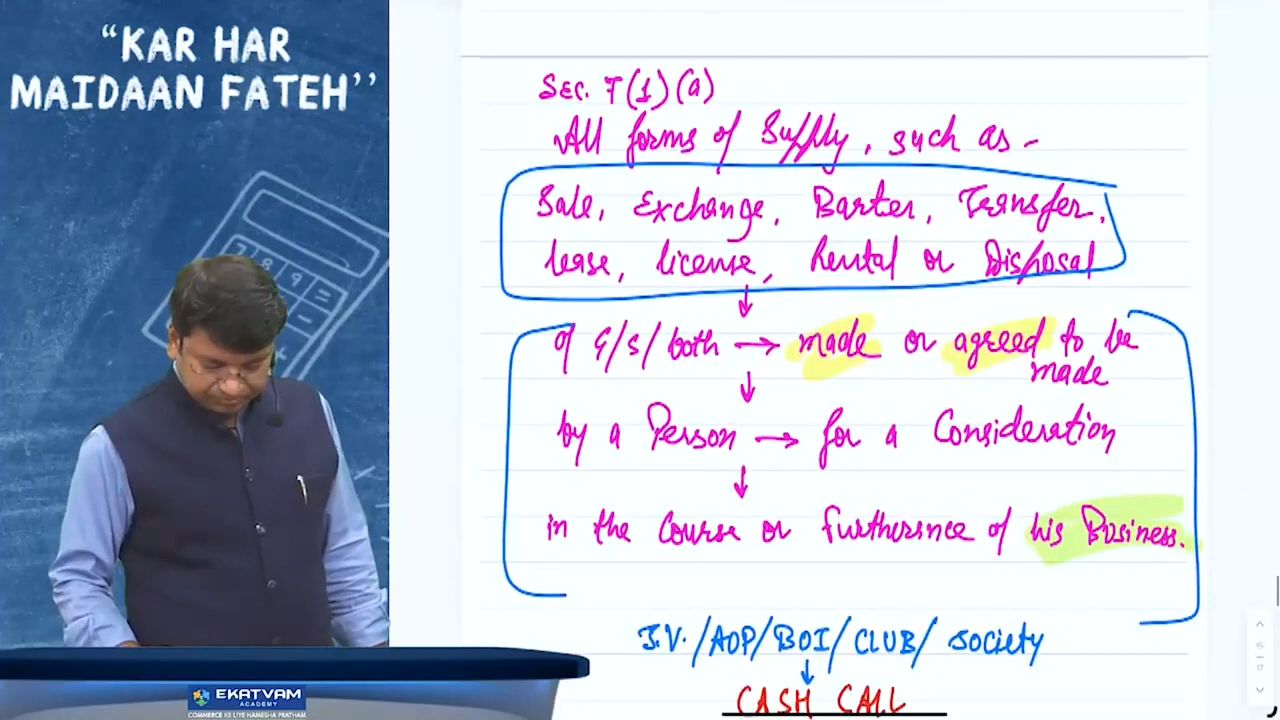 “KAR HAR
MAIDAAN FATEH’’
Sec. 7(1)(a)
All forms of Supply, such as -
Sale, Exchange, Barter, Transfer,
lease, license, Rental or Disposal
of G/S/both → made or agreed to be
made
by a Person → for a Consideration
in the Course or furtherence of his Business.
J.V./AOP/BOI/CLUB/ Society
CASH CALL
EKATVAM
ACADEMY
COMMERCE KE LIYE HAMESHA PRATHAM